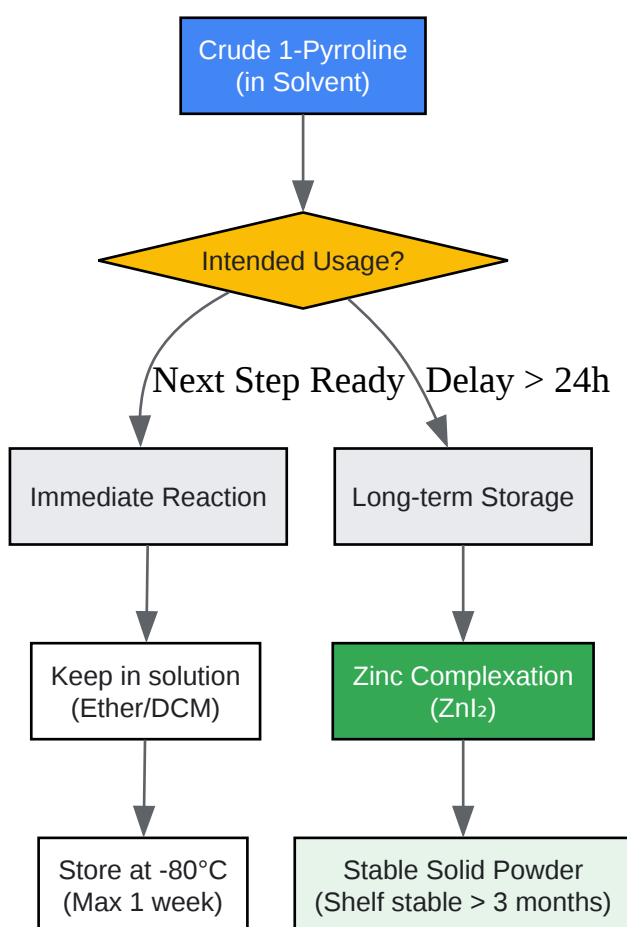 Crude 1-Pyrroline
(in Solvent)
Intended Usage?
Next Step Ready
Delay > 24h
Immediate Reaction
Long-term Storage
Keep in solution
(Ether/DCM)
Zinc Complexation
(ZnI₂)
Store at -80°C
(Max 1 week)
Stable Solid Powder
(Shelf stable > 3 months)